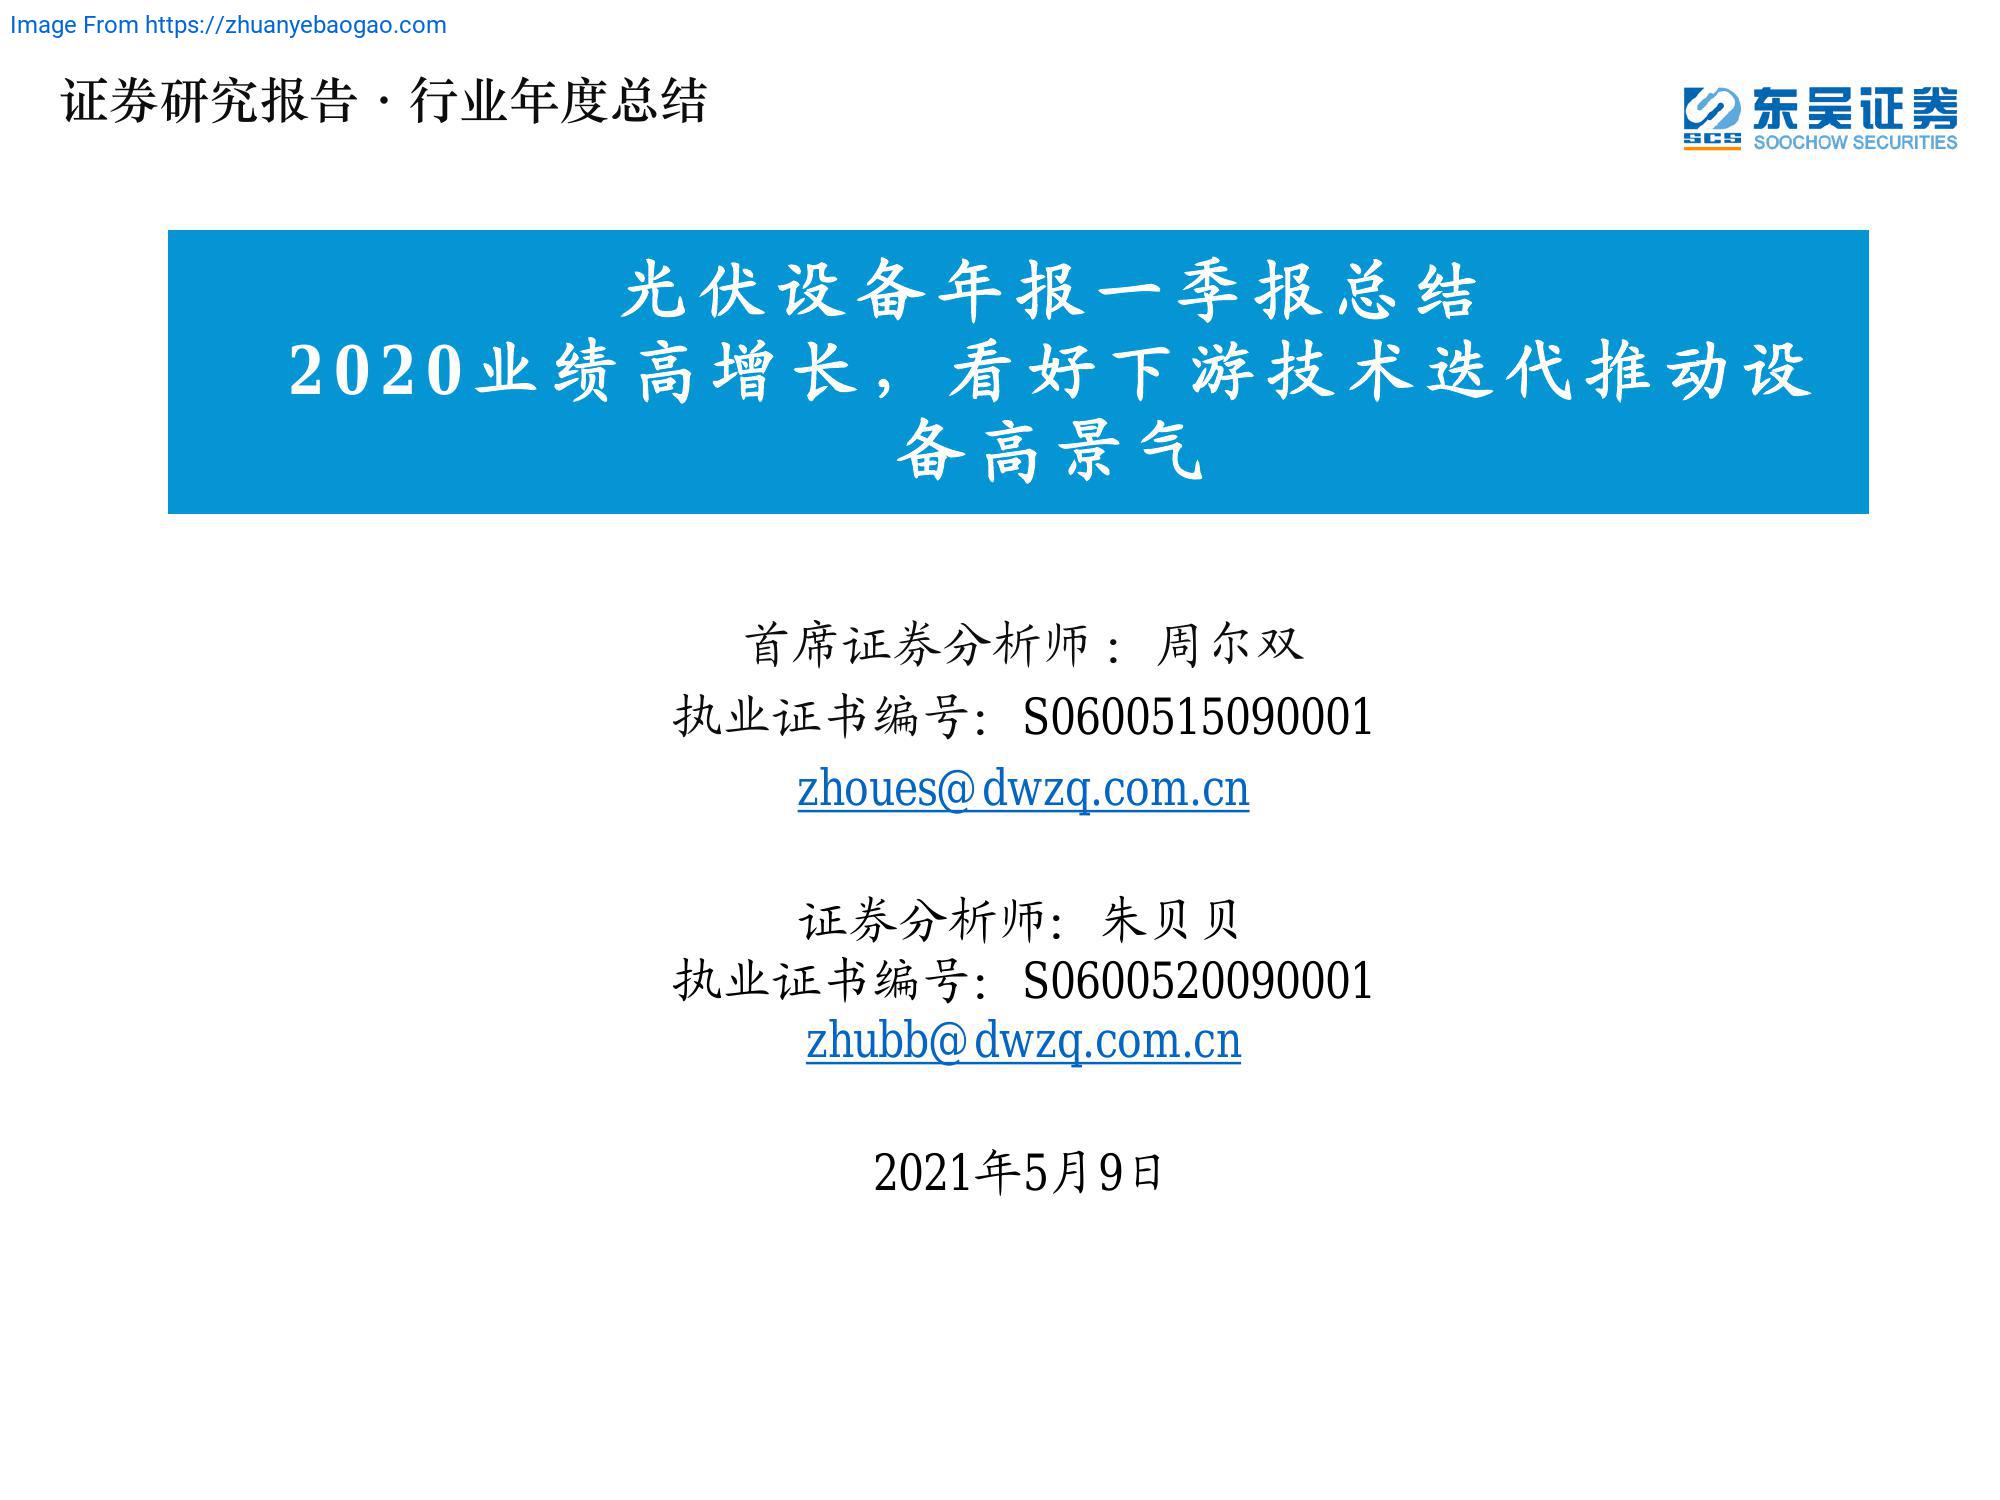 Image From https://zhuanyebaogao.com
证券研究报告 · 行业年度总结
SCS
东吴证券
SOOCHOW SECURITIES
光伏设备年报一季报总结
2020业绩高增长，看好下游技术迭代推动设
备高景气
首席证券分析师： 周尔双
执业证书编号： S0600515090001
zhoues@dwzq.com.cn
证券分析师： 朱贝贝
执业证书编号： S0600520090001
zhubb@dwzq.com.cn
2021年5月9日